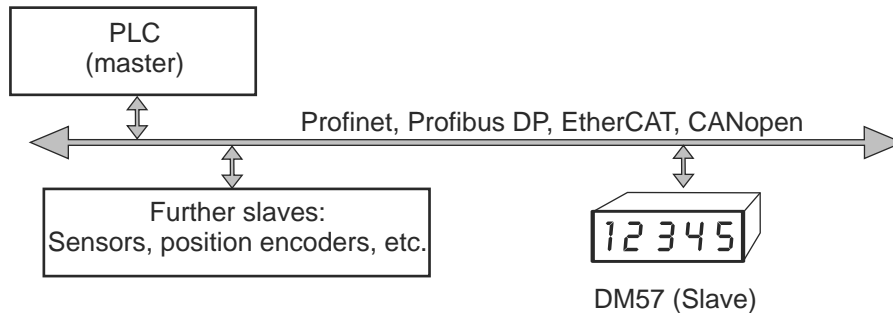 PLC
(master)
Profinet, Profibus DP, EtherCAT, CANopen
Further slaves:
Sensors, position encoders, etc.
12345
DM57 (Slave)